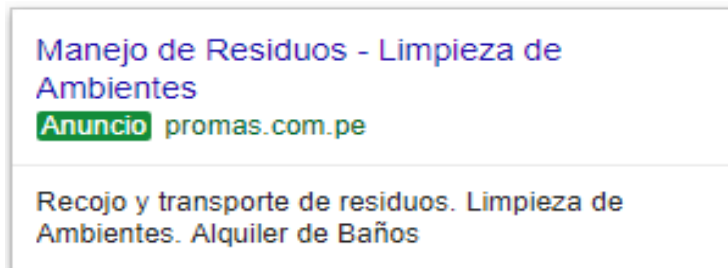 Manejo de Residuos - Limpieza de
Ambientes
Anuncio promas.com.pe
Recojo y transporte de residuos. Limpieza de
Ambientes. Alquiler de Baños